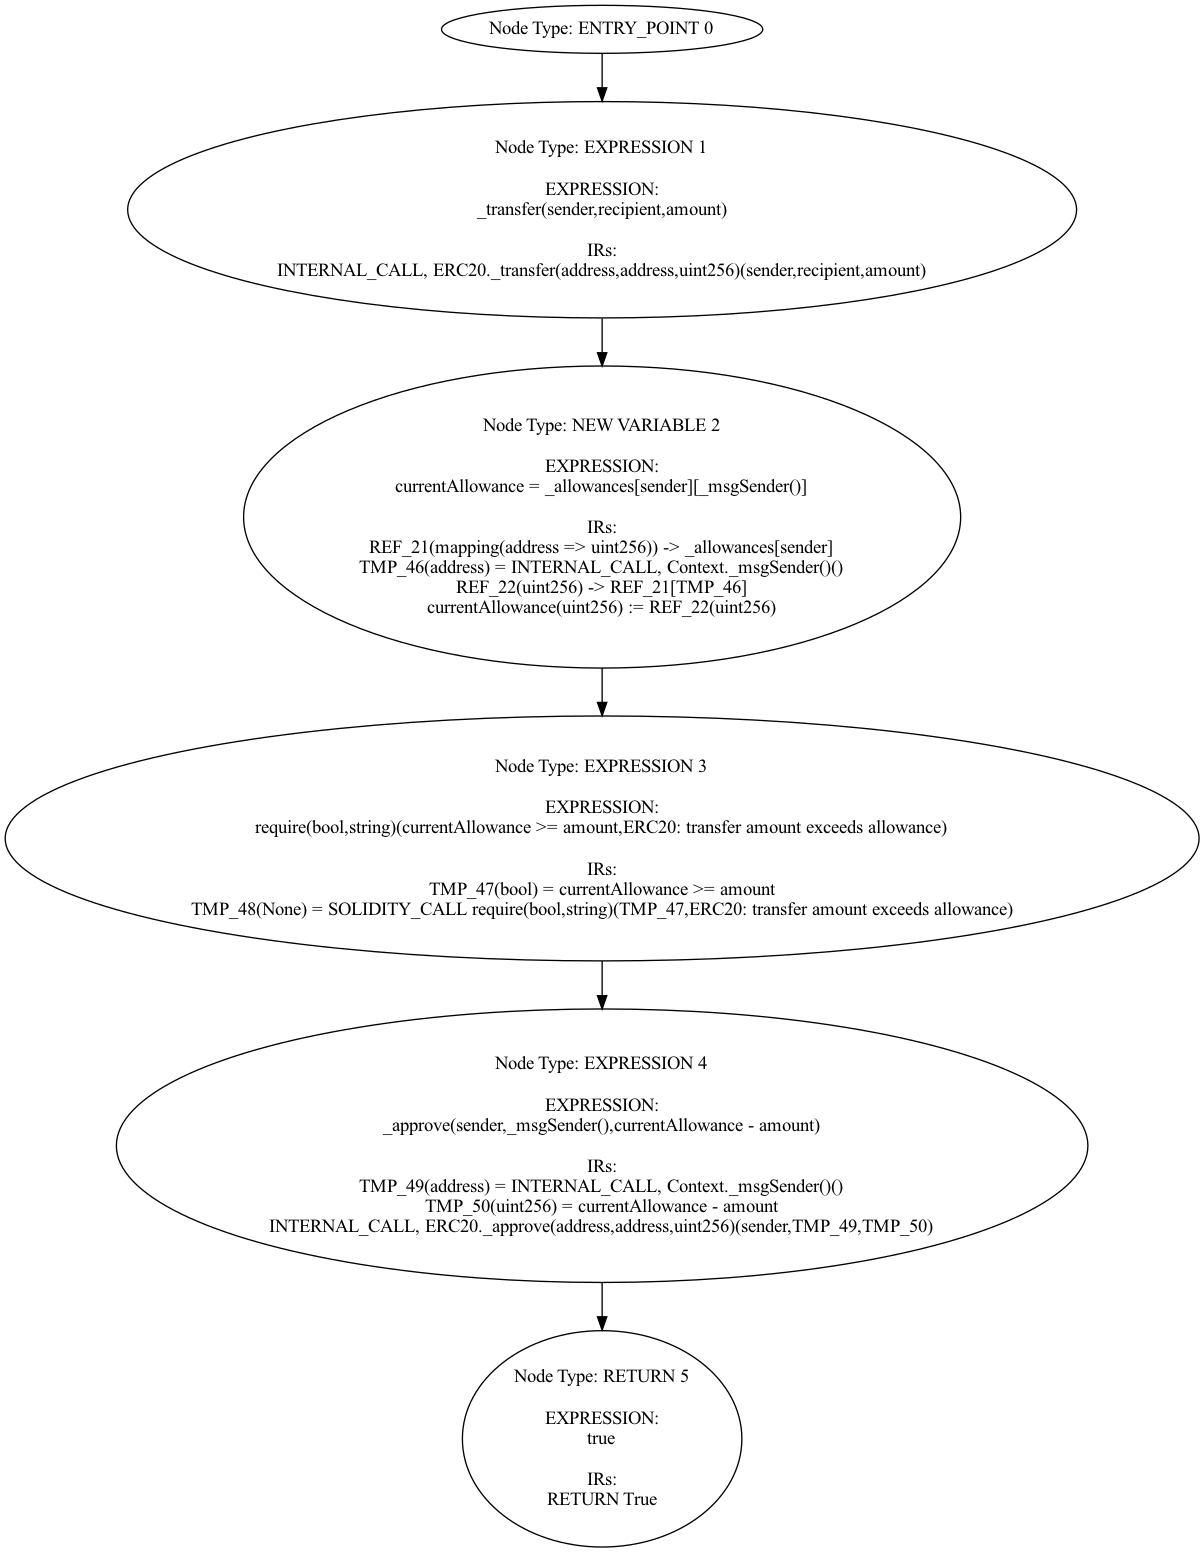 Node Type: ENTRY_POINT 0
Node Type: EXPRESSION 1
EXPRESSION:
_transfer(sender,recipient,amount)
IRs:
INTERNAL_CALL, ERC20._transfer(address,address,uint256)(sender,recipient,amount)
Node Type: NEW VARIABLE 2
EXPRESSION:
currentAllowance = _allowances[sender][_msgSender()]
IRs:
REF_21(mapping(address => uint256)) -> _allowances[sender]
TMP_46(address) = INTERNAL_CALL, Context._msgSender()()
REF_22(uint256) -> REF_21[TMP_46]
currentAllowance(uint256) := REF_22(uint256)
Node Type: EXPRESSION 3
EXPRESSION:
require(bool,string)(currentAllowance >= amount,ERC20: transfer amount exceeds allowance)
IRs:
TMP_47(bool) = currentAllowance >= amount
TMP_48(None) = SOLIDITY_CALL require(bool,string)(TMP_47,ERC20: transfer amount exceeds allowance)
Node Type: EXPRESSION 4
EXPRESSION:
_approve(sender,_msgSender(),currentAllowance - amount)
IRs:
TMP_49(address) = INTERNAL_CALL, Context._msgSender()()
TMP_50(uint256) = currentAllowance - amount
INTERNAL_CALL, ERC20._approve(address,address,uint256)(sender,TMP_49,TMP_50)
Node Type: RETURN 5
EXPRESSION:
true
IRs:
RETURN True